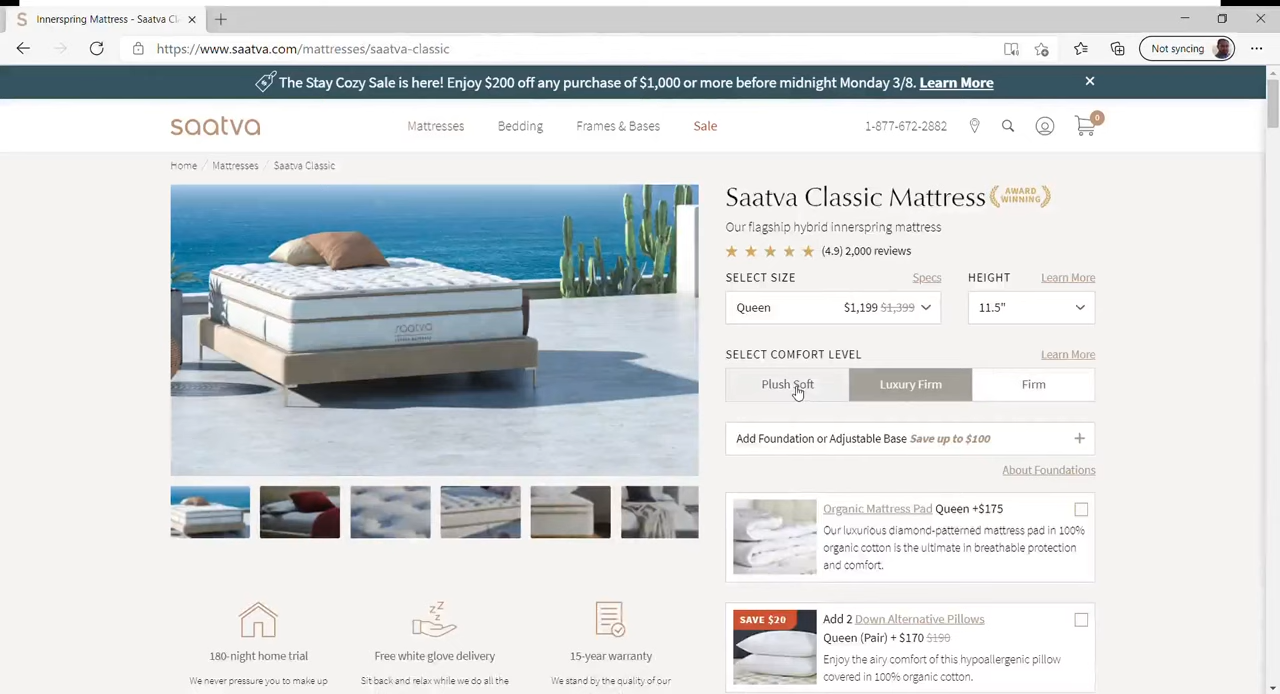 Innerspring Mattress - Saatva Cl
https://www.saatva.com/mattresses/saatva-classic
Not syncing
The Stay Cozy Sale is here! Enjoy $200 off any purchase of $1,000 or more before midnight Monday 3/8. Learn More
saatva
Mattresses Bedding Frames & Bases Sale 1-877-672-2882 0
Home / Mattresses / Saatva Classic
Saatva Classic Mattress AWARD WINNING
Our flagship hybrid innerspring mattress
(4.9) 2,000 reviews
SELECT SIZE Specs HEIGHT Learn More
Queen $1,199 $1,399 11.5"
saatva
SELECT COMFORT LEVEL Learn More
Plush Soft Luxury Firm Firm
Add Foundation or Adjustable Base Save up to $100 +
About Foundations
Organic Mattress Pad Queen +$175
Our luxurious diamond-patterned mattress pad in 100%
organic cotton is the ultimate in breathable protection
and comfort.
SAVE $20
Add 2 Down Alternative Pillows
Queen (Pair) + $170 $190
Enjoy the airy comfort of this hypoallergenic pillow
covered in 100% organic cotton.
180-night home trial
We never pressure you to make up
Free white glove delivery
Sit back and relax while we do all the
15-year warranty
We stand by the quality of our